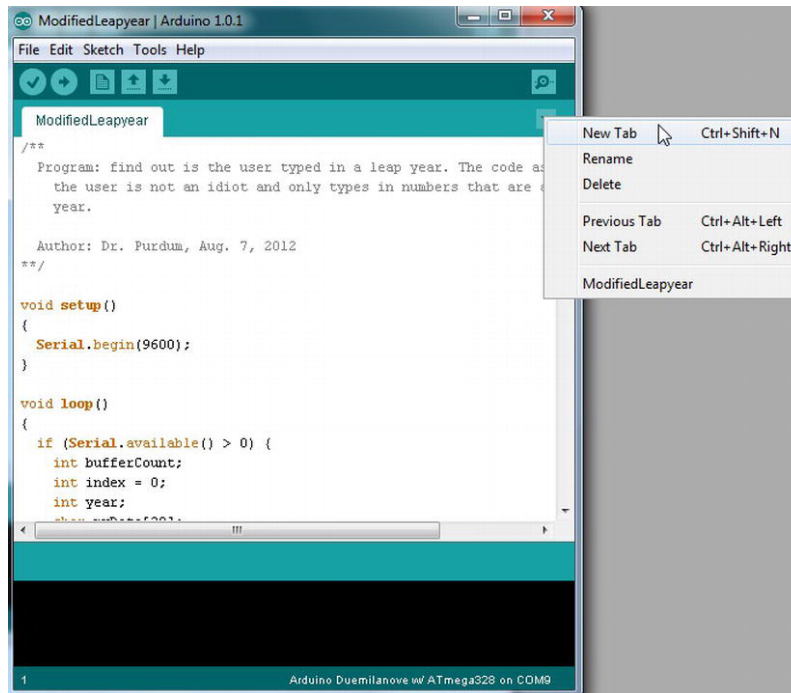 ModifiedLeapyear | Arduino 1.0.1
File Edit Sketch Tools Help
ModifiedLeapyear
/**
Program: find out is the user typed in a leap year. The code
the user is not an idiot and only types in numbers that are
year.
Author: Dr. Purdum, Aug. 7, 2012
**/
void setup()
{
Serial.begin(9600);
}
void loop()
{
if (Serial.available() > 0) {
int bufferCount;
int index = 0;
int year;
New Tab Ctrl+Shift+N
Rename
Delete
Previous Tab Ctrl+Alt+Left
Next Tab Ctrl+Alt+Right
ModifiedLeapyear
1 Arduino Duemilanove w/ ATmega328 on COM9